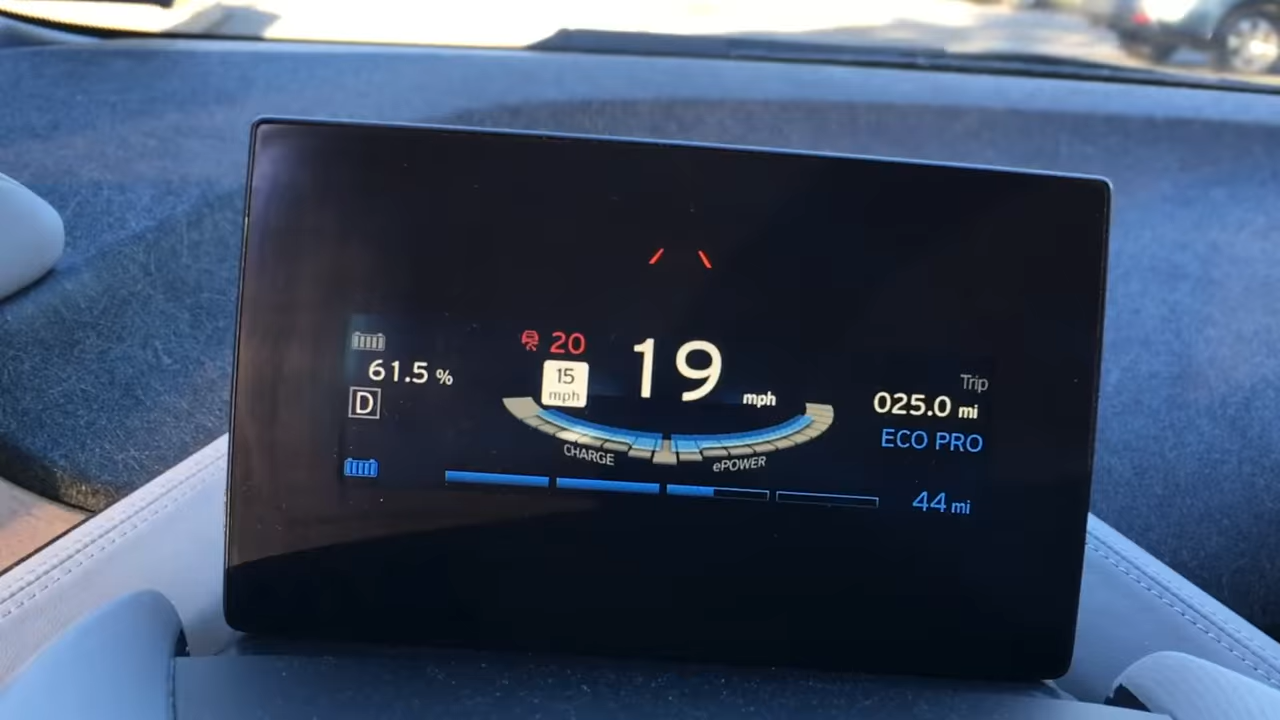 20
19 mph
15
mph
61.5 %
D
Trip
025.0 mi
ECO PRO
CHARGE
ePOWER
44 mi